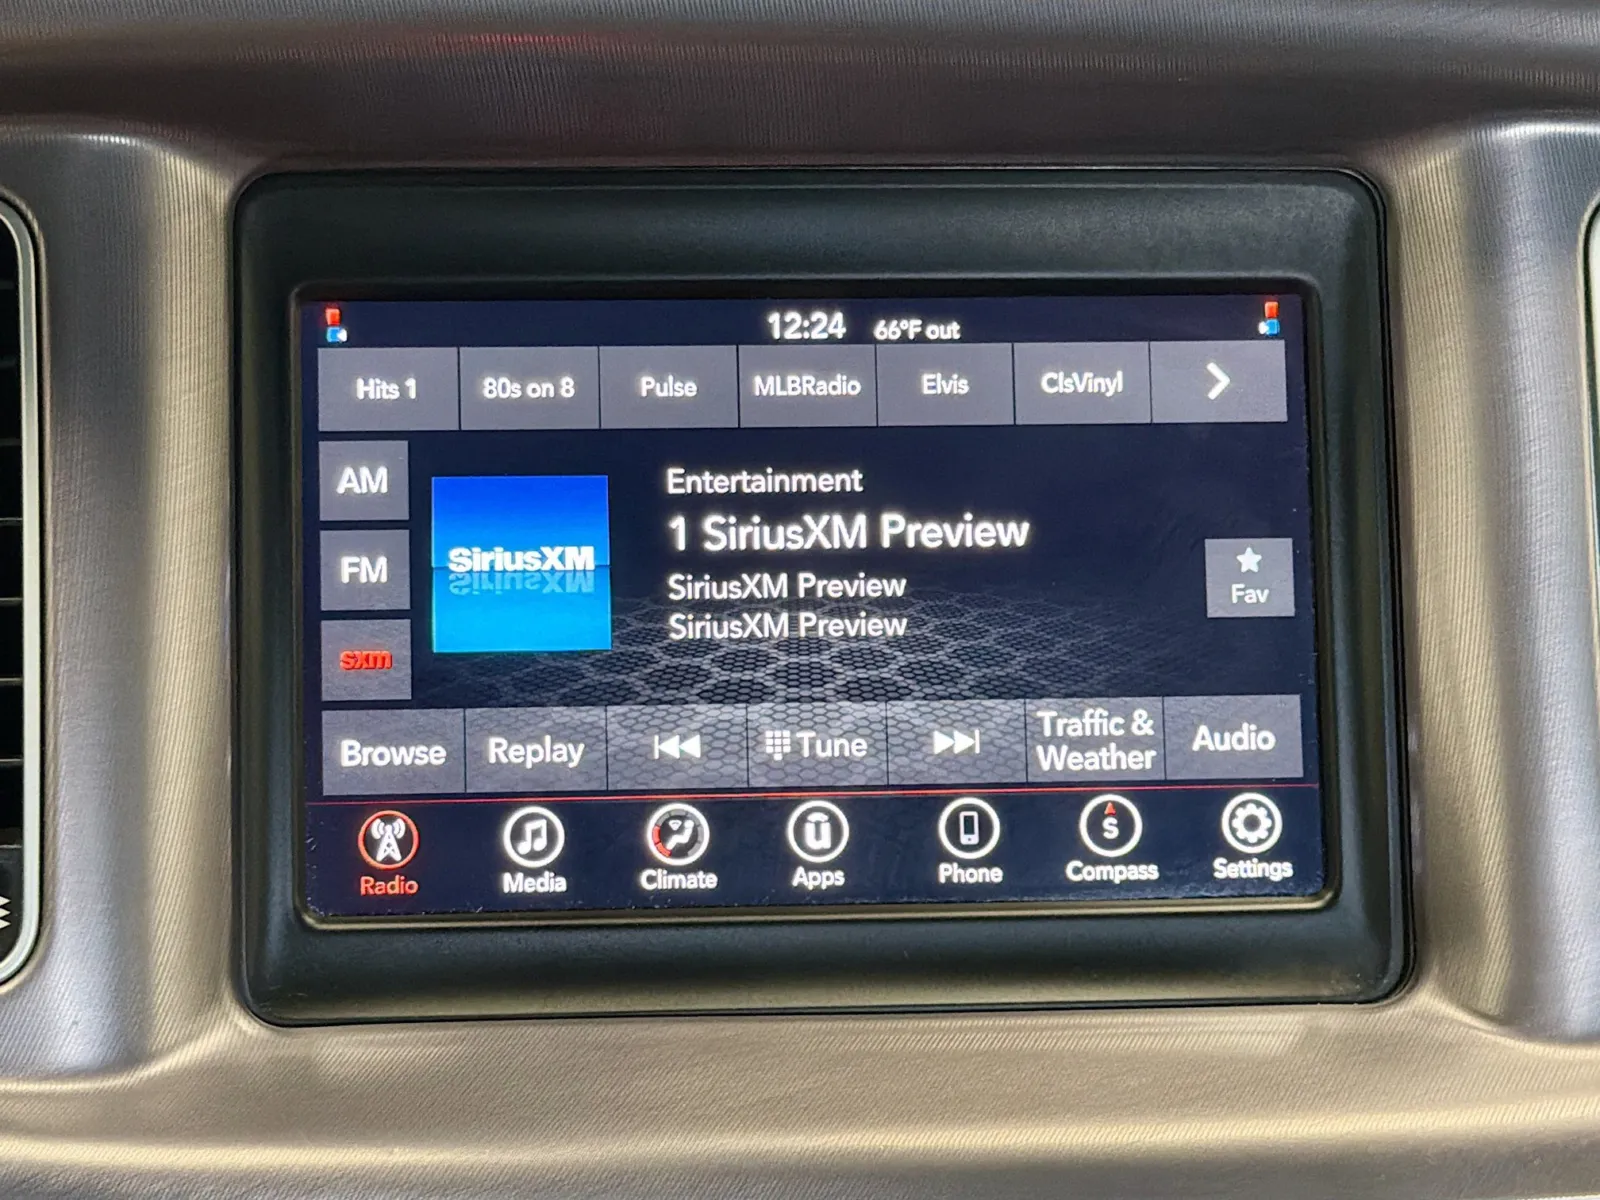 12:24 66°F out
Hits 1 80s on 8 Pulse MLBRadio Elvis ClsVinyl
AM
FM
sxm
SiriusXM
Entertainment
1 SiriusXM Preview
SiriusXM Preview
SiriusXM Preview
Fav
Browse Replay Tune Traffic & Weather Audio
S
Radio Media Climate Apps Phone Compass Settings